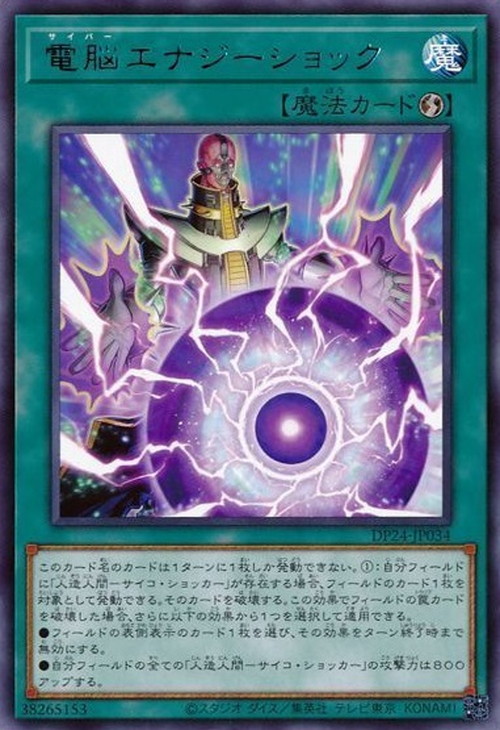 サイバー
電脳エナジーショック
魔
【魔法カード】
DP24-JP034
このカード名のカードは1ターンに1枚しか発動できない。①:自分フィールド
に「人造人間-サイコ・ショッカー」が存在する場合、フィールドのカード1枚を
対象として発動できる。そのカードを破壊する。この効果でフィールドの罠カード
を破壊した場合、さらに以下の効果から1つを選択して適用できる。
●フィールドの表側表示のカード1枚を選び、その効果をターン終了時まで
無効にする。
●自分フィールドの全ての「人造人間-サイコ・ショッカー」の攻撃力は800
アップする。
38265153
©スタジオ・ダイス/集英社・テレビ東京・KONAMI